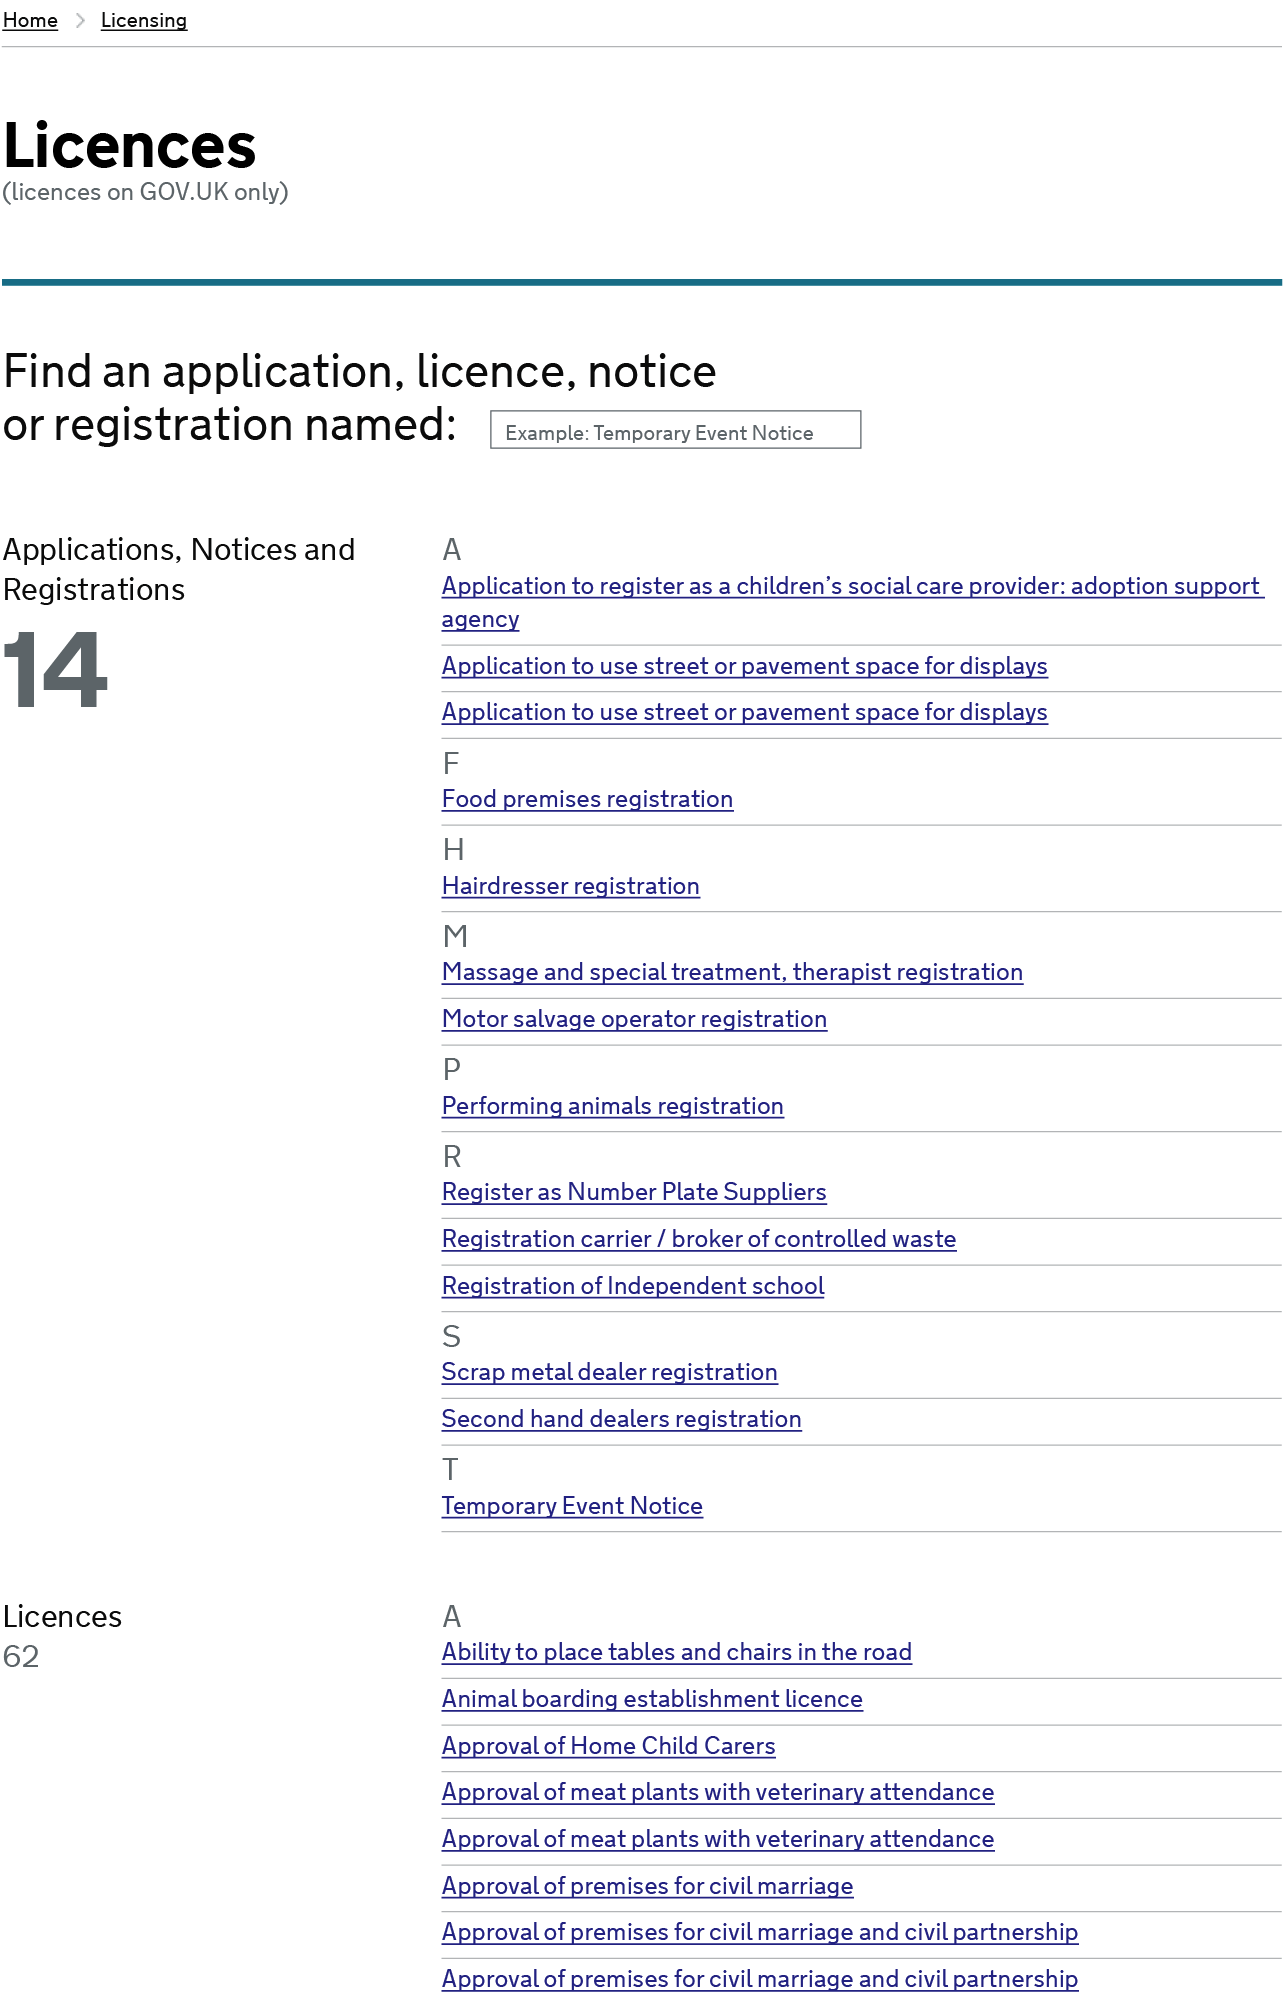 Home > Licensing
Licences
(licences on GOV.UK only)
Find an application, licence, notice
or registration named:
Example: Temporary Event Notice
Applications, Notices and
Registrations
14
A
Application to register as a children’s social care provider: adoption support
agency
Application to use street or pavement space for displays
Application to use street or pavement space for displays
F
Food premises registration
H
Hairdresser registration
M
Massage and special treatment, therapist registration
Motor salvage operator registration
P
Performing animals registration
R
Register as Number Plate Suppliers
Registration carrier / broker of controlled waste
Registration of Independent school
S
Scrap metal dealer registration
Second hand dealers registration
T
Temporary Event Notice
Licences
62
A
Ability to place tables and chairs in the road
Animal boarding establishment licence
Approval of Home Child Carers
Approval of meat plants with veterinary attendance
Approval of meat plants with veterinary attendance
Approval of premises for civil marriage
Approval of premises for civil marriage and civil partnership
Approval of premises for civil marriage and civil partnership